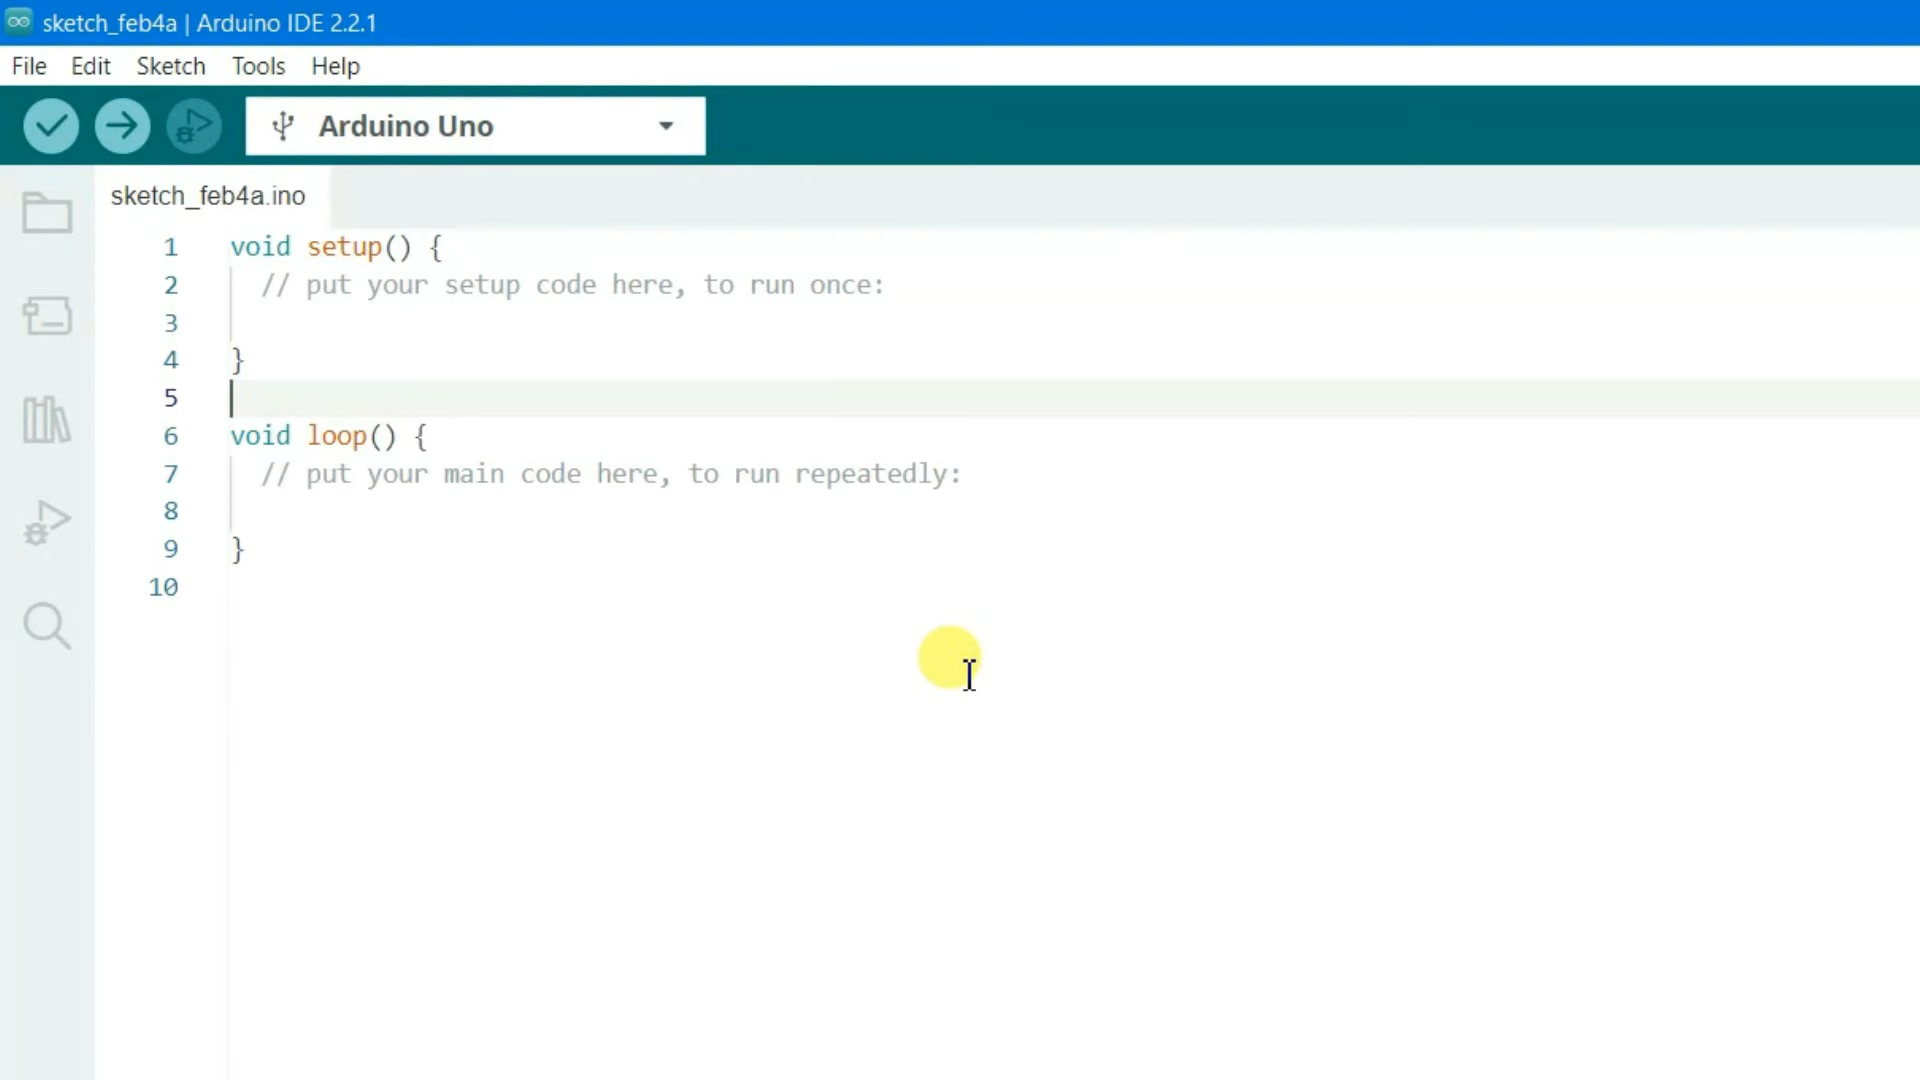 sketch_feb4a | Arduino IDE 2.2.1
File Edit Sketch Tools Help
Arduino Uno
sketch_feb4a.ino
1 void setup() {
2 // put your setup code here, to run once:
3
4 }
5
6 void loop() {
7 // put your main code here, to run repeatedly:
8
9 }
10